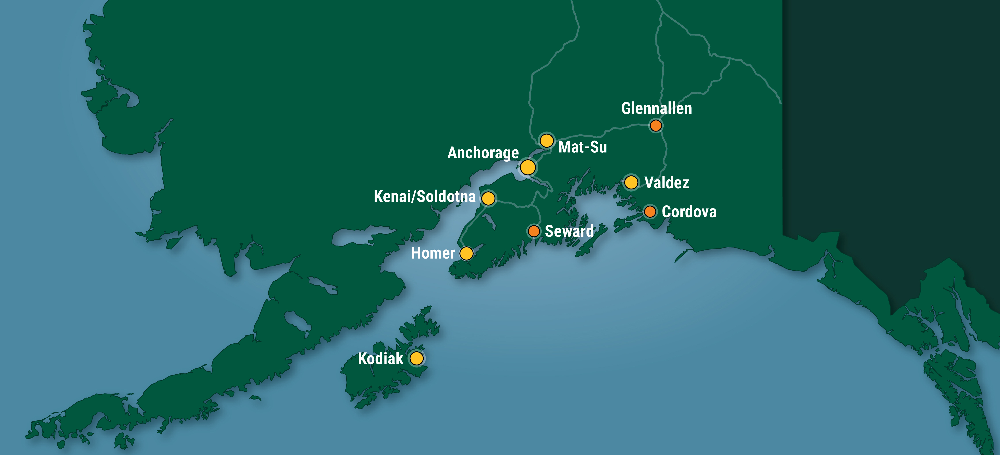 Glennallen
Mat-Su
Anchorage
Valdez
Kenai/Soldotna
Cordova
Seward
Homer
Kodiak